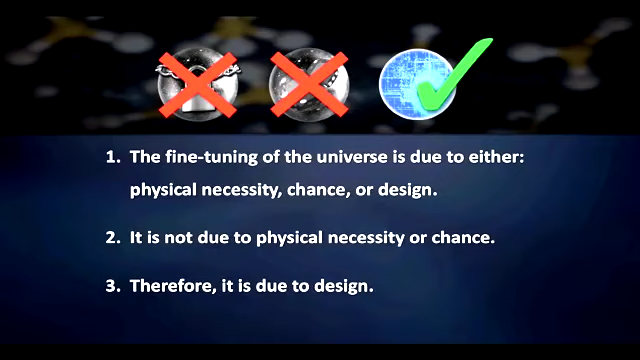 1. The fine-tuning of the universe is due to either:
physical necessity, chance, or design.
2. It is not due to physical necessity or chance.
3. Therefore, it is due to design.